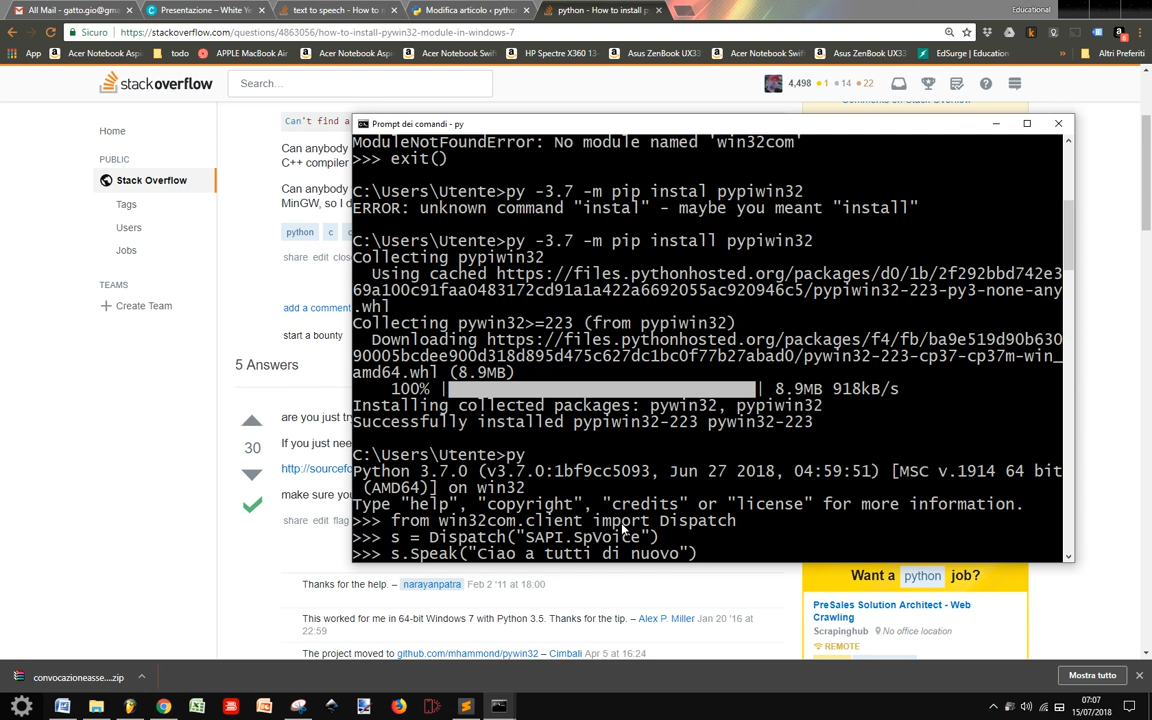 All Mail - gatto.gio@gm
Presentazione – White Ye
text to speech - How to m
Modifica articolo ‹ pytho
python - How to install p
Educational
Sicuro
https://stackoverflow.com/questions/4863056/how-to-install-pywin32-module-in-windows-7
App
Acer Notebook Aspi
todo
APPLE MacBook Air
Acer Notebook Aspi
Acer Notebook Swif
HP Spectre X360 13-
Asus ZenBook UX33
Acer Notebook Swif
Asus ZenBook UX33
EdSurge | Education
Altri Preferiti
stackoverflow
Search...
4,498
1
14
22
Comments on Stack Overflow
Home
PUBLIC
Stack Overflow
Tags
Users
Jobs
TEAMS
Create Team
Can't find a
Can anybody
C++ compiler
Can anybody
MinGW, so I d
python
c
share edit clos
add a comment
start a bounty
5 Answers
30
are you just tr
If you just nee
http://sourcefo
make sure you
share edit flag
Prompt dei comandi - py
ModuleNotFoundError: No module named 'win32com'
>>> exit()
C:\Users\Utente>py -3.7 -m pip instal pypiwin32
ERROR: unknown command "instal" - maybe you meant "install"
C:\Users\Utente>py -3.7 -m pip install pypiwin32
Collecting pypiwin32
Using cached https://files.pythonhosted.org/packages/d0/1b/2f292bbd742e3
69a100c91faa0483172cd91a1a422a6692055ac920946c5/pypiwin32-223-py3-none-any
.whl
Collecting pywin32>=223 (from pypiwin32)
Downloading https://files.pythonhosted.org/packages/f4/fb/ba9e519d90b630
90005bcdee900d318d895d475c627dc1bc0f77b27abad0/pywin32-223-cp37-cp37m-win_
amd64.whl (8.9MB)
100% | | 8.9MB 918kB/s
Installing collected packages: pywin32, pypiwin32
Successfully installed pypiwin32-223 pywin32-223
C:\Users\Utente>py
Python 3.7.0 (v3.7.0:1bf9cc5093, Jun 27 2018, 04:59:51) [MSC v.1914 64 bit
(AMD64)] on win32
Type "help", "copyright", "credits" or "license" for more information.
>>> from win32com.client import Dispatch
>>> s = Dispatch("SAPI.SpVoice")
>>> s.Speak("Ciao a tutti di nuovo")
Thanks for the help. – narayanpatra Feb 2 '11 at 18:00
This worked for me in 64-bit Windows 7 with Python 3.5. Thanks for the tip. – Alex P. Miller Jan 20 '16 at
22:59
The project moved to github.com/mhammond/pywin32 – Cimbali Apr 5 at 16:24
Want a python job?
PreSales Solution Architect - Web
Crawling
Scrapinghub No office location
REMOTE
convocazioneasse....zip
Mostra tutto
07:07
15/07/2018